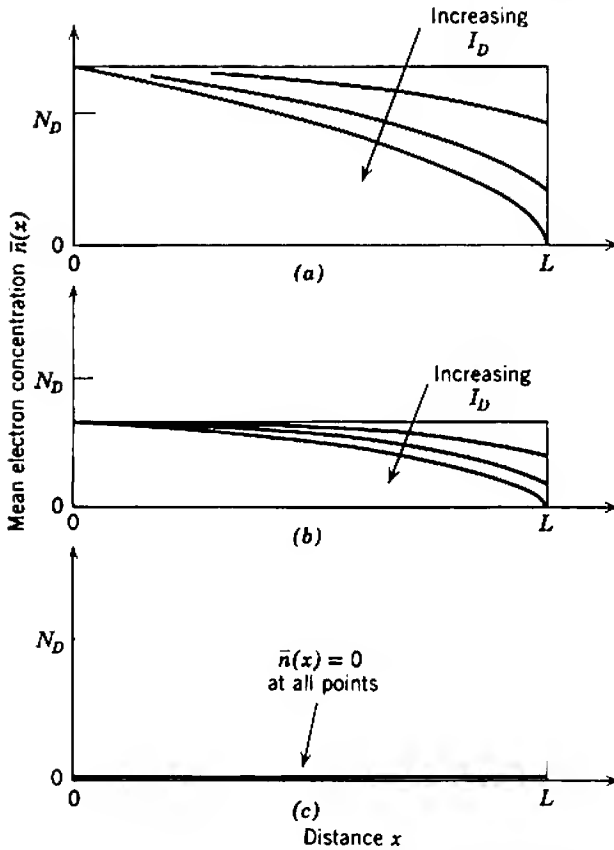 Increasing
I_D
N_D
0
0
(a)
L
Increasing
I_D
N_D
0
(b)
L
Mean electron concentration n̄(x)
N_D
n̄(x) = 0
at all points
0
0
(c)
L
Distance x